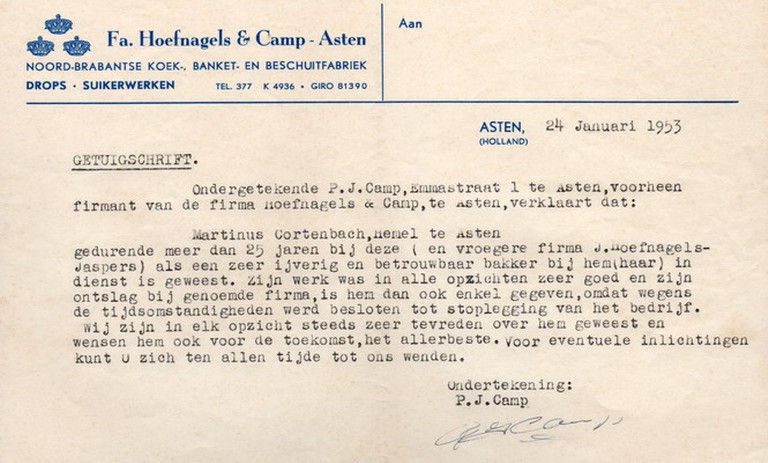 Fa. Hoefnagels & Camp - Asten
NOORD-BRABANTSE KOEK-, BANKET- EN BESCHUITFABRIEK
DROPS · SUIKERWERKEN TEL. 377 K 4936 • GIRO 81390
Aan
ASTEN, 24 Januari 1953
(HOLLAND)
GETUIGSCHRIFT.
Ondergetekende P.J.Camp,Emmastraat 1 te Asten,voorheen
firmant van de firma Hoefnagels & Camp,te Asten,verklaart dat:
Martinus Cortenbach,Hemel te Asten
gedurende meer dan 25 jaren bij deze ( en vroegere firma J.Hoefnagels-
Jaspers) als een zeer ijverig en betrouwbaar bakker bij hem(haar) in
dienst is geweest. Zijn werk was in alle opzichten zeer goed en zijn
ontslag bij genoemde firma,is hem dan ook enkel gegeven,omdat wegens
de tijdsomstandigheden werd besloten tot stoplegging van het bedrijf.
Wij zijn in elk opzicht steeds zeer tevreden over hem geweest en
wensen hem ook voor de toekomst,het allerbeste. Voor eventuele inlichtingen
kunt U zich ten allen tijde tot ons wenden.
Ondertekening:
P.J.Camp